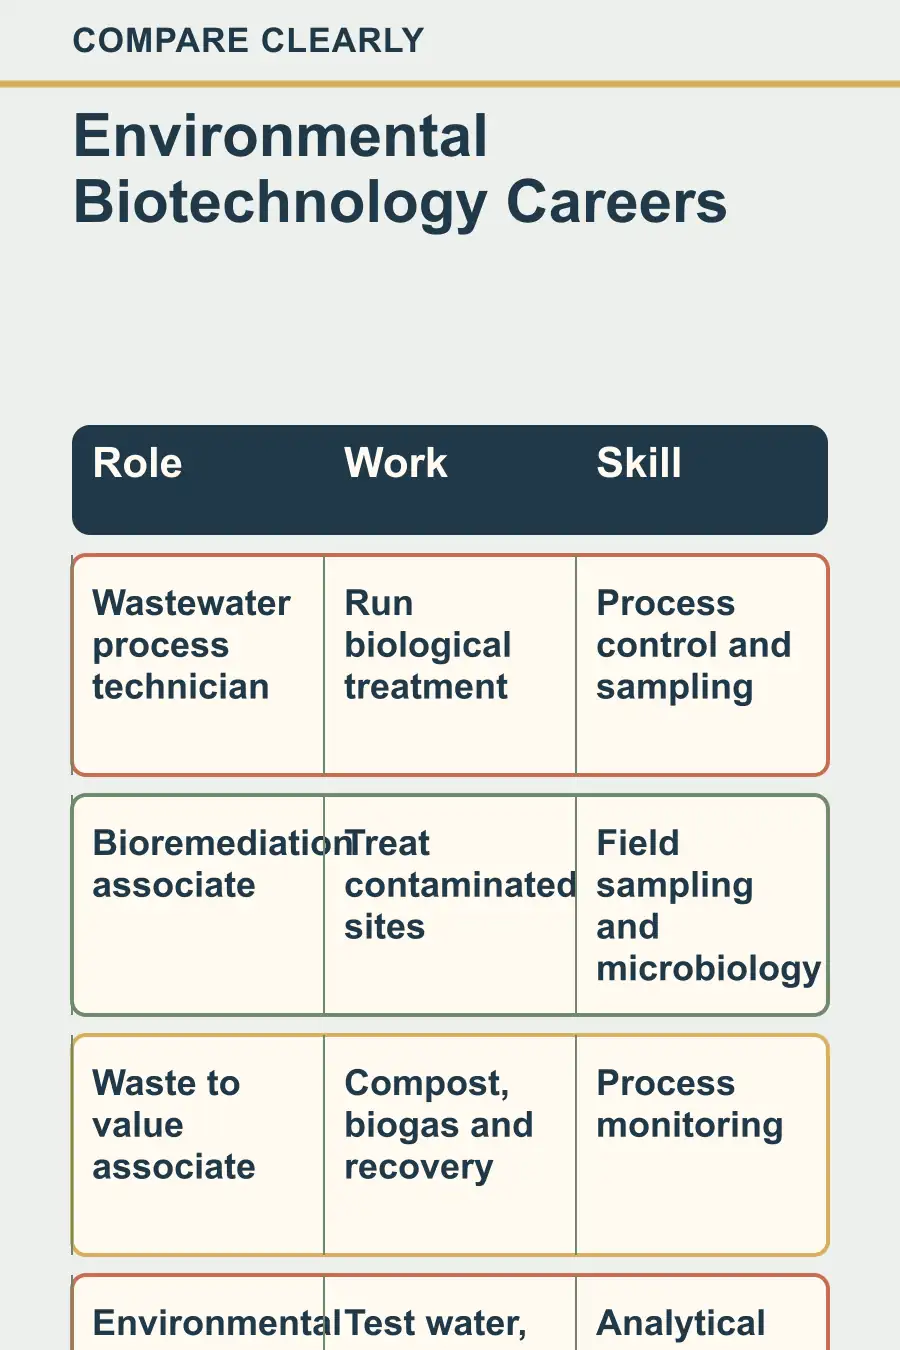 COMPARE CLEARLY
Environmental
Biotechnology Careers
Role
Work
Skill
Wastewater
process
technician
Run
biological
treatment
Process
control and
sampling
Bioremediation
associate
Treat
contaminated
sites
Field
sampling
and
microbiology
Waste to
value
associate
Compost,
biogas and
recovery
Process
monitoring
Environmental
Test water,
Analytical